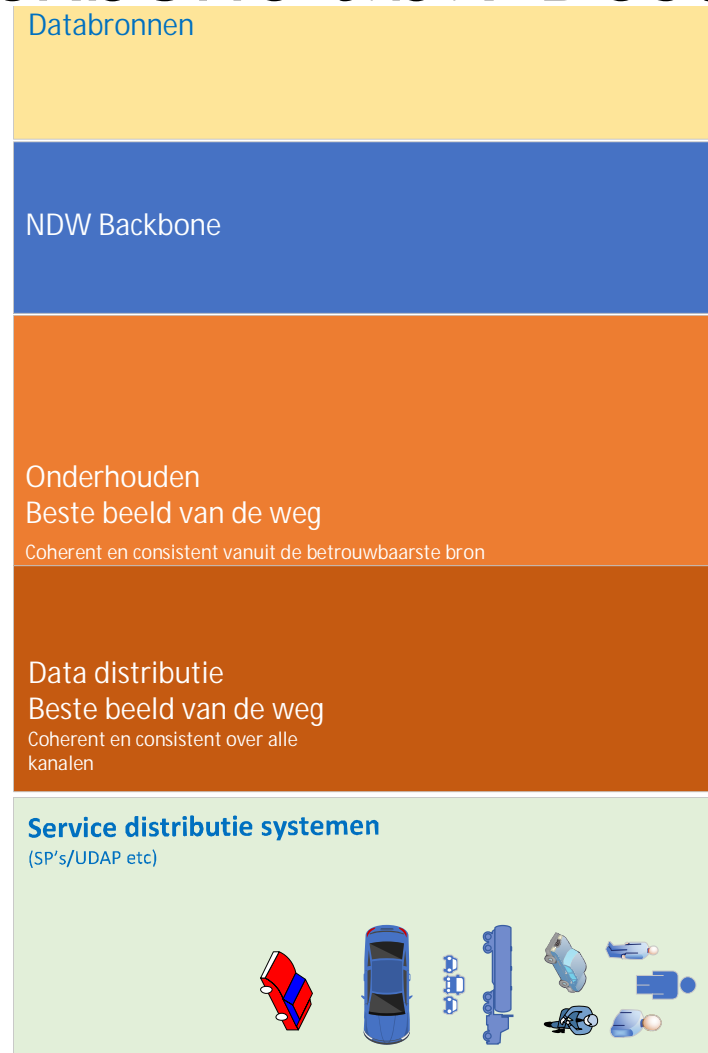 Databronnen
NDW Backbone
Onderhouden
Beste beeld van de weg
Coherent en consistent vanuit de betrouwbaarste bron
Data distributie
Beste beeld van de weg
Coherent en consistent over alle
kanalen
Service distributie systemen
(SP's/UDAP etc)